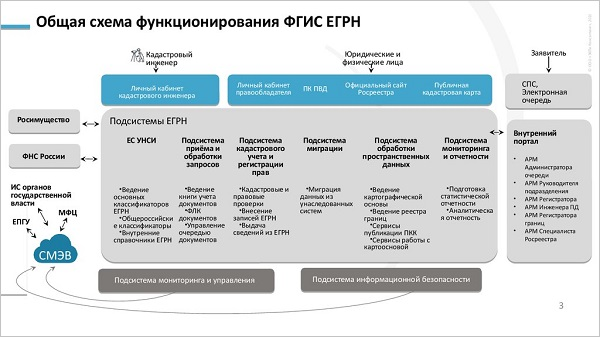 Общая схема функционирования ФГИС ЕГРН
Кадастровый
инженер
Юридические и
физические лица
Заявитель
Личный кабинет
кадастрового инженера
Личный кабинет
правообладателя
ПК ПВД
Официальный сайт
Росреестра
Публичная
кадастровая карта
СПС,
Электронная
очередь
Росимущество
ФНС России
ИС органов
государственной
власти
ЕПГУ
МФЦ
СМЭВ
Подсистемы ЕГРН
ЕС УНСИ
•Ведение
основных
классификаторов
ЕГРН
•Общероссийски
е классификаторы
•Внутренние
справочники ЕГРН
Подсистема
приёма и
обработки
запросов
•Ведение
книги учета
документов
•ФЛК
документов
•Управление
очередью
документов
Подсистема
кадастрового
учета и
регистрации
прав
•Кадастровые и
правовые
проверки
•Внесение
записей ЕГРН
•Выдача
сведений из ЕГРН
Подсистема
миграции
•Миграция
данных из
унаследованных
систем
Подсистема
обработки
пространственных
данных
•Ведение
картографической
основы
•Ведение реестра
границ
•Сервисы
публикации ПКК
•Сервисы работы с
картоосновой
Подсистема
мониторинга
и отчетности
•Подготовка
статистической
отчетности
•Аналитическа
я отчетность
Внутренний
портал
• АРМ
Администратора
очереди
• АРМ Руководителя
подразделения
• АРМ Регистратора
• АРМ Инженера ПД
• АРМ Регистратора
границ
• АРМ Специалиста
Росреестра
Подсистема мониторинга и управления
Подсистема информационной безопасности
3